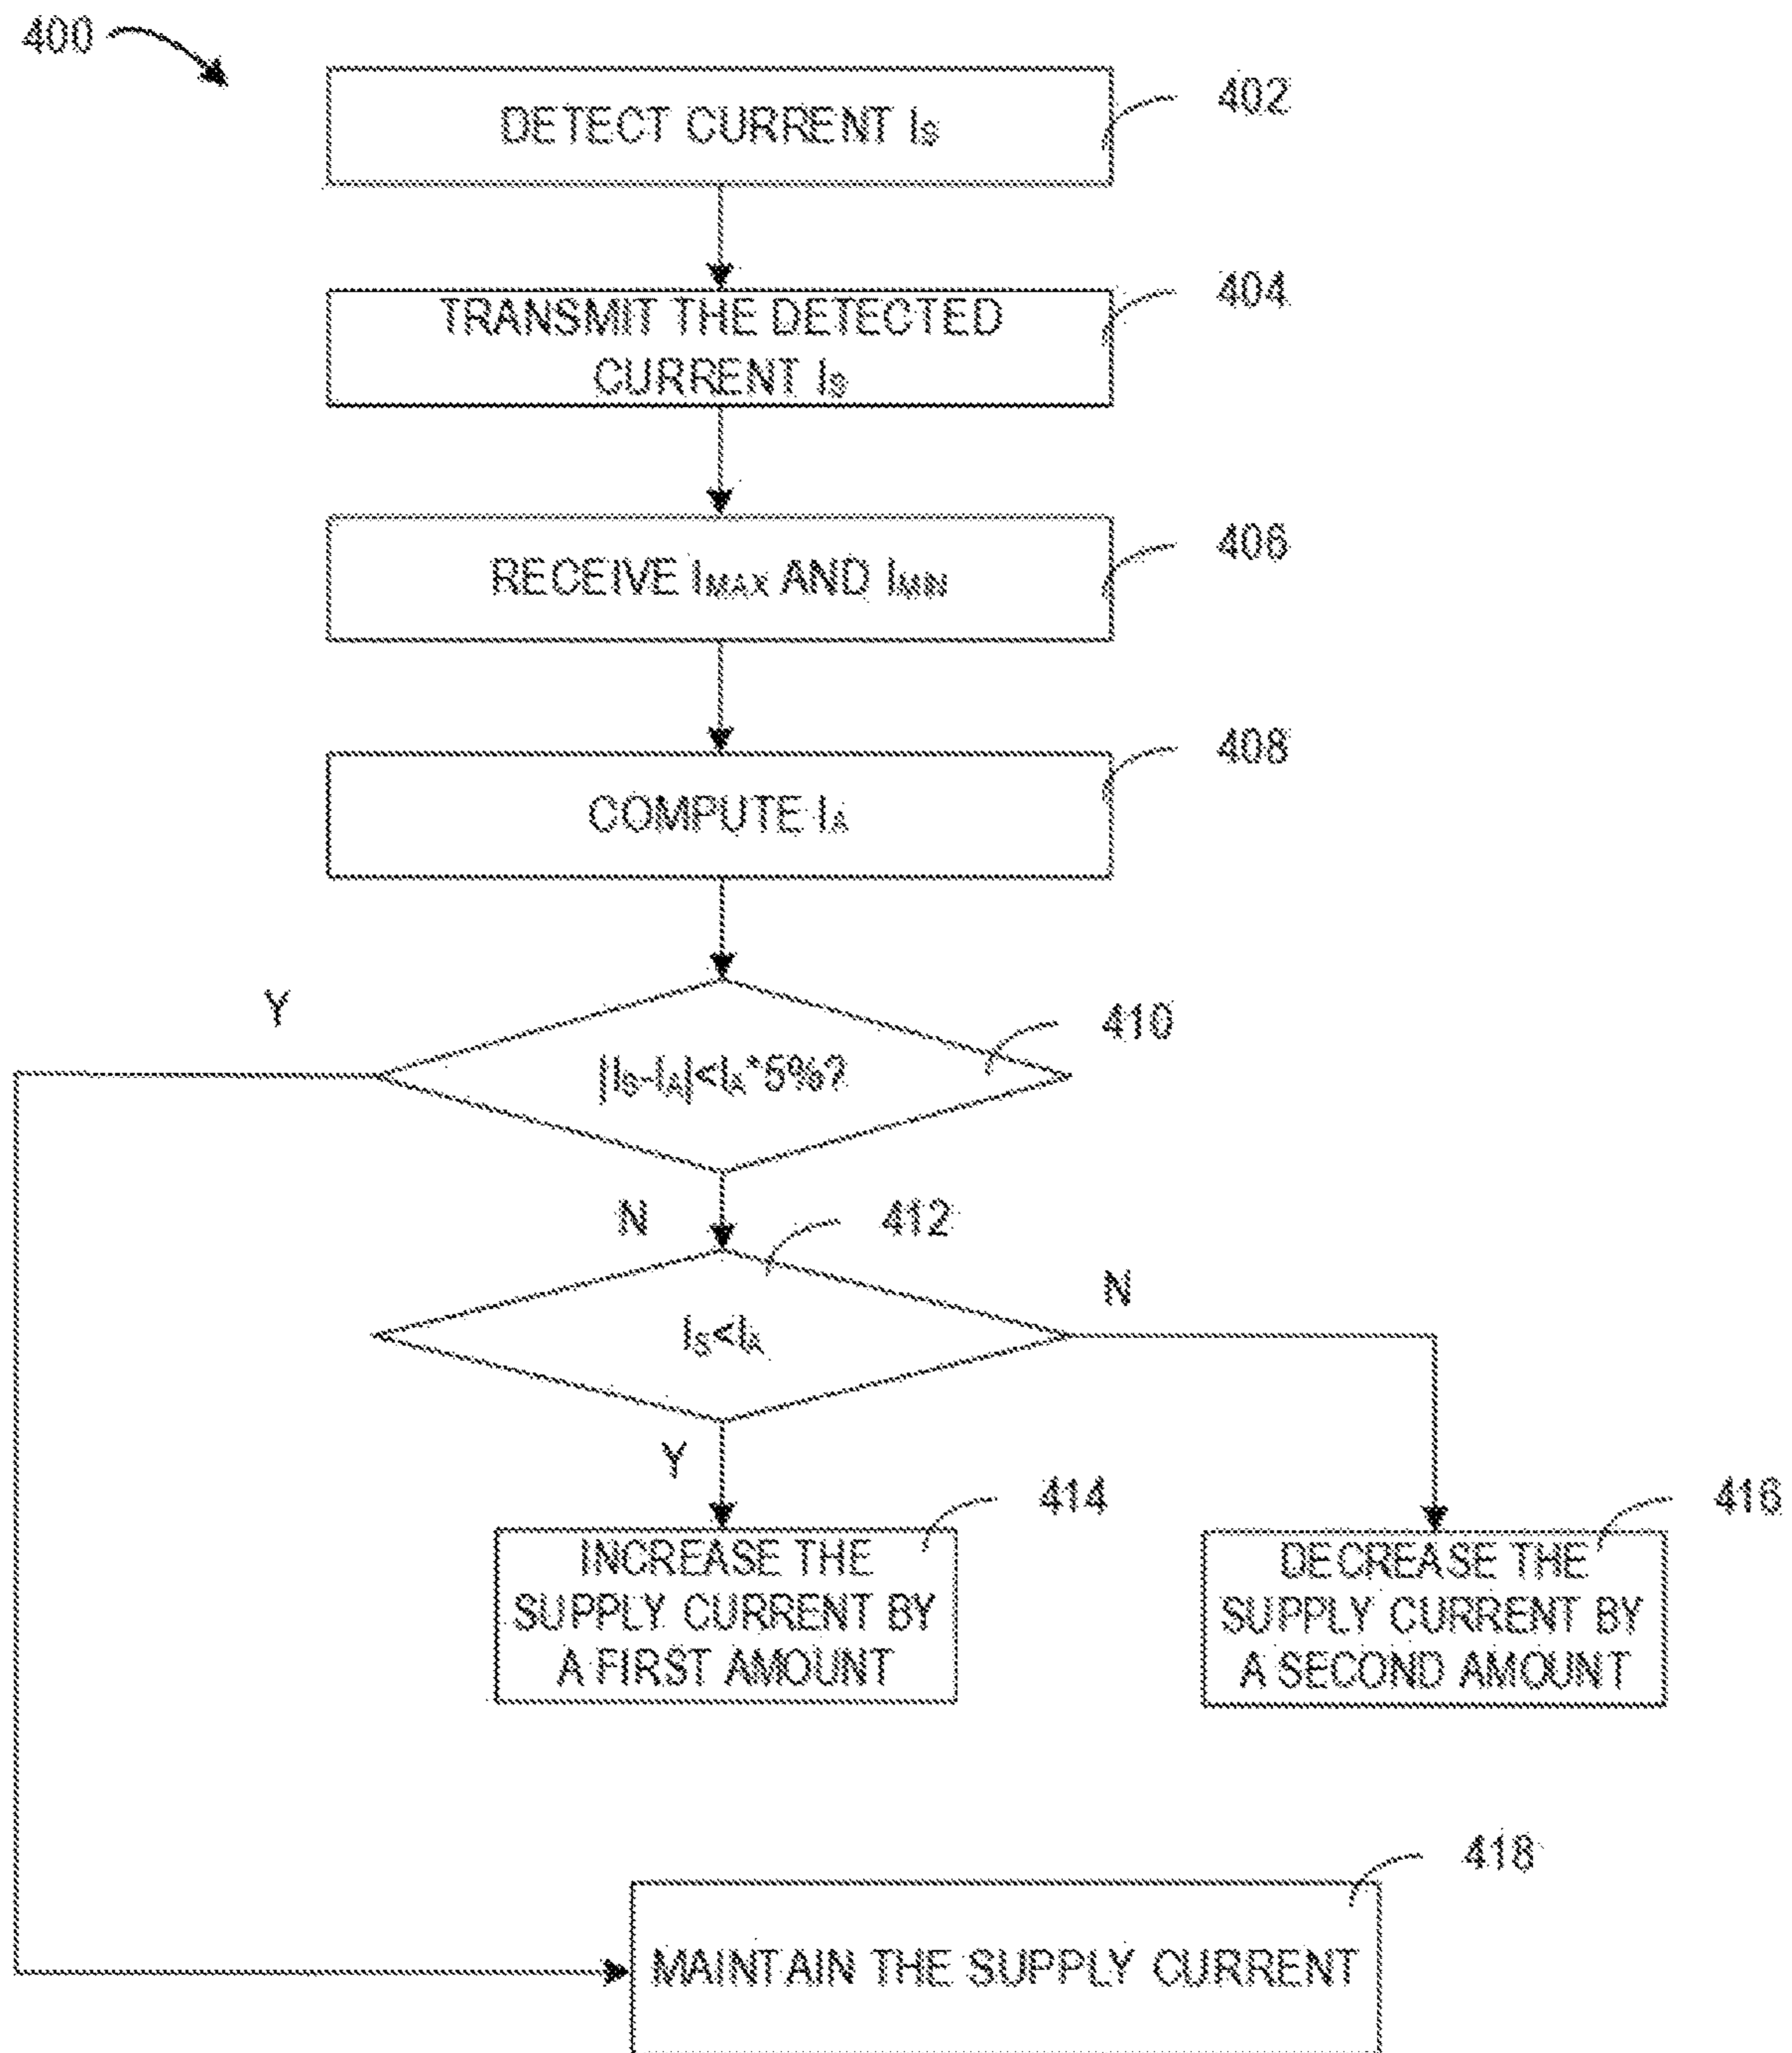 400
DETECT CURRENT IS
402
TRANSMIT THE DETECTED
CURRENT IS
404
RECEIVE IMAX AND IMIN
406
COMPUTE IA
408
Y
|IS-IA|<IA*5%?
410
N
412
IS<IA
N
Y
414
416
INCREASE THE
SUPPLY CURRENT BY
A FIRST AMOUNT
DECREASE THE
SUPPLY CURRENT BY
A SECOND AMOUNT
418
MAINTAIN THE SUPPLY CURRENT